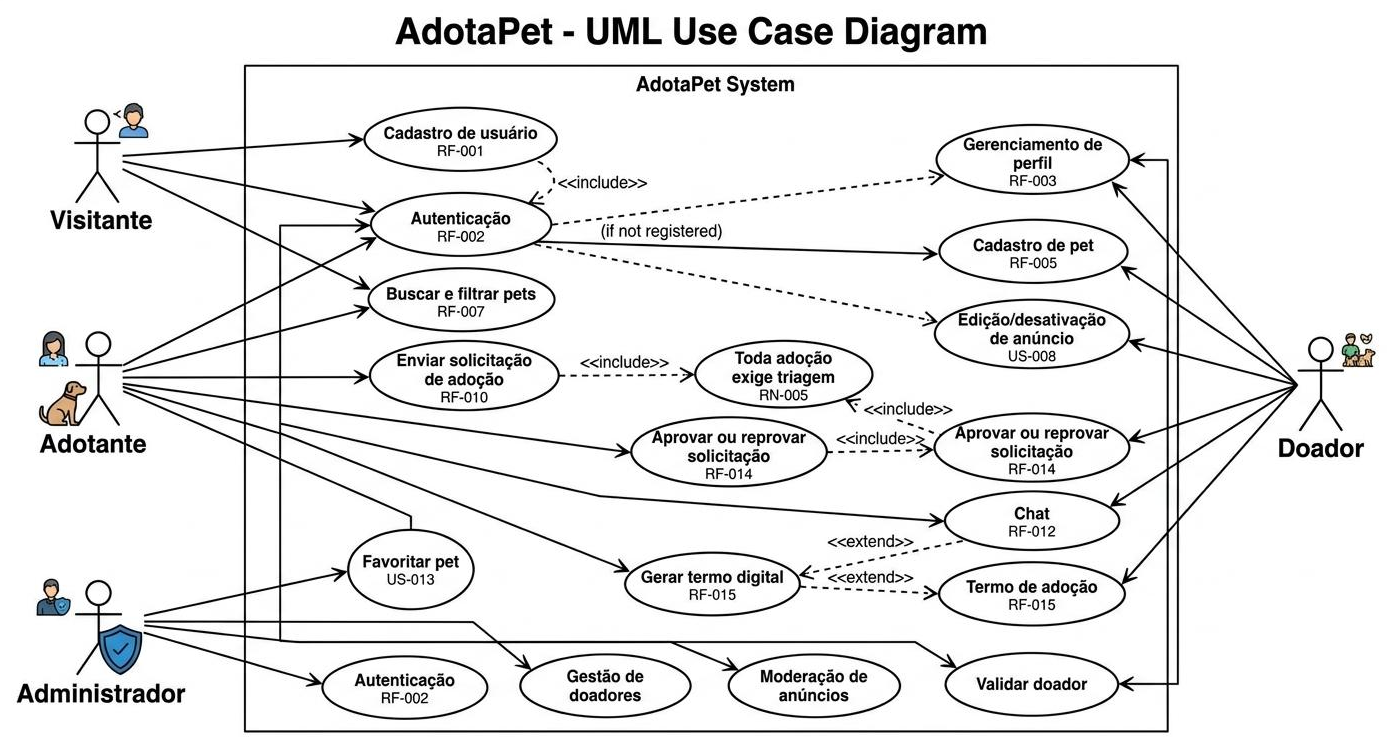 AdotaPet - UML Use Case Diagram
AdotaPet System
Visitante
Adotante
Administrador
Doador
Cadastro de usuário
RF-001
<<include>>
Autenticação
RF-002
(if not registered)
Buscar e filtrar pets
RF-007
Enviar solicitação
de adoção
RF-010
<<include>>
Toda adoção
exige triagem
RN-005
<<include>>
Aprovar ou reprovar
solicitação
RF-014
<<include>>
Gerenciamento de
perfil
RF-003
Cadastro de pet
RF-005
Edição/desativação
de anúncio
US-008
Aprovar ou reprovar
solicitação
RF-014
Chat
RF-012
<<extend>>
Favoritar pet
US-013
Gerar termo digital
RF-015
<<extend>>
Termo de adoção
RF-015
Autenticação
RF-002
Gestão de
doadores
Moderação de
anúncios
Validar doador